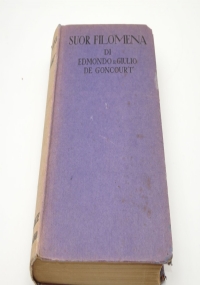 SUOR FILOMENA
DI
EDMONDO e GIULIO
DE GONCOURT